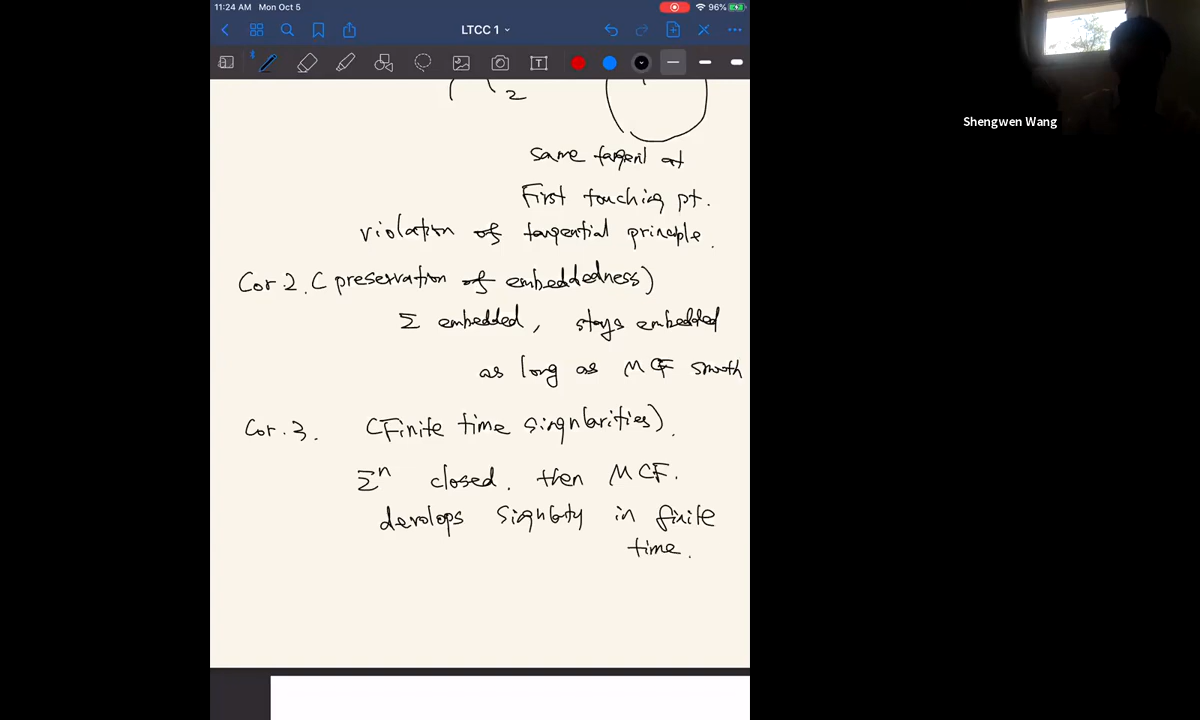 11:24 AM Mon Oct 5
96%
LTCC 1
T
2
same tangent at
First touching pt.
violation of tangential principle.
Cor 2. (preservation of embeddedness)
Σ embedded, stays embedded
as long as MCF smooth
Cor. 3. (Finite time singularities).
Σⁿ closed. then MCF.
develops singularity in finite
time.
Shengwen Wang